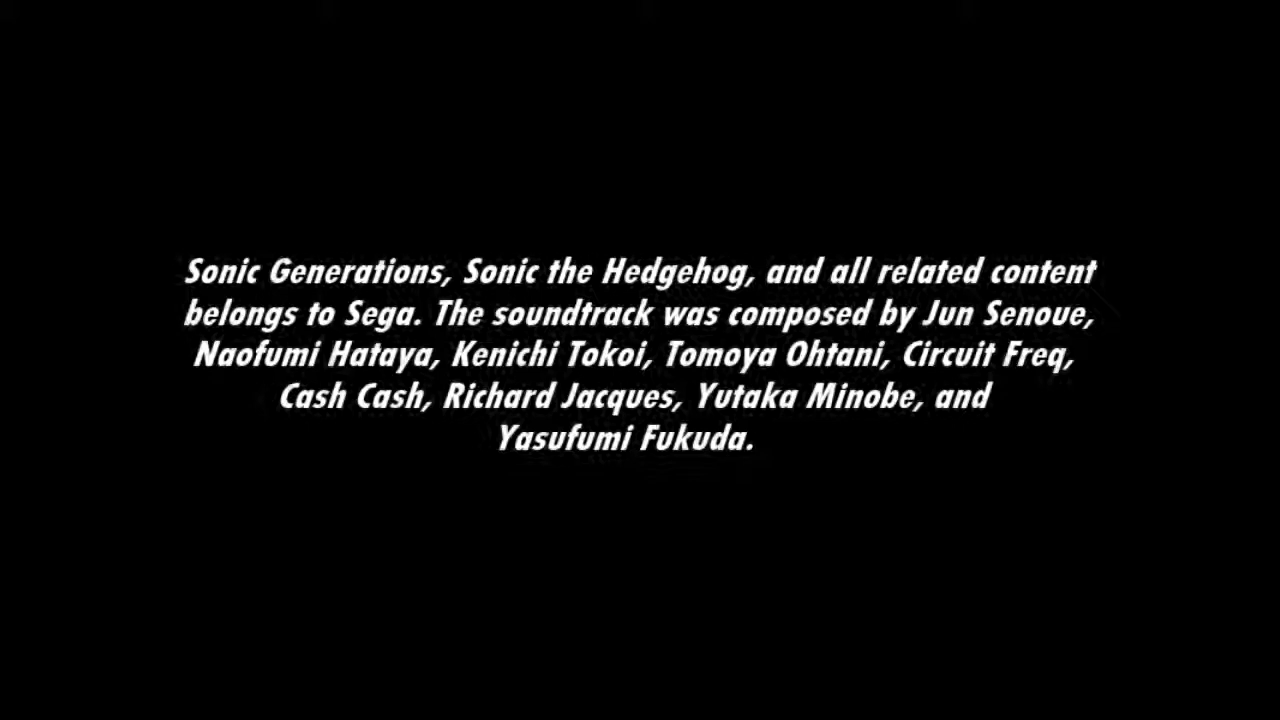 Sonic Generations, Sonic the Hedgehog, and all related content
belongs to Sega. The soundtrack was composed by Jun Senoue,
Naofumi Hataya, Kenichi Tokoi, Tomoya Ohtani, Circuit Freq,
Cash Cash, Richard Jacques, Yutaka Minobe, and
Yasufumi Fukuda.